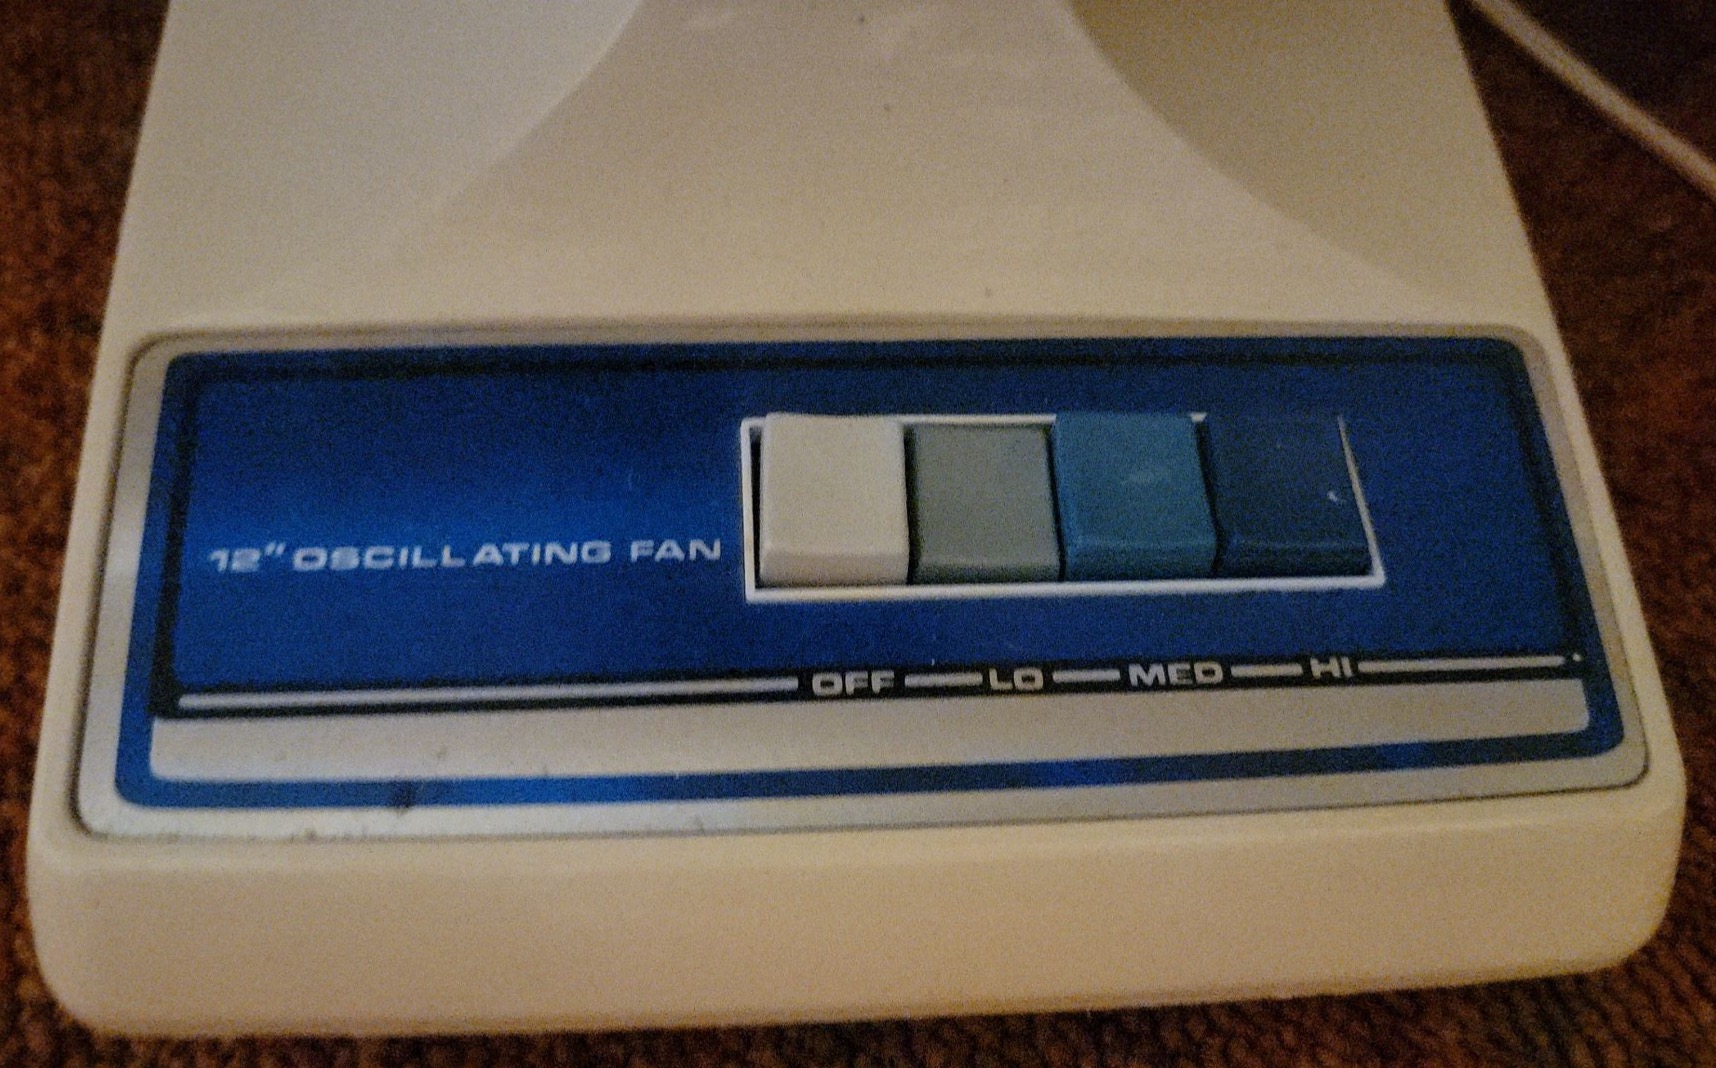 12" OSCILLATING FAN
OFF LO MED HI